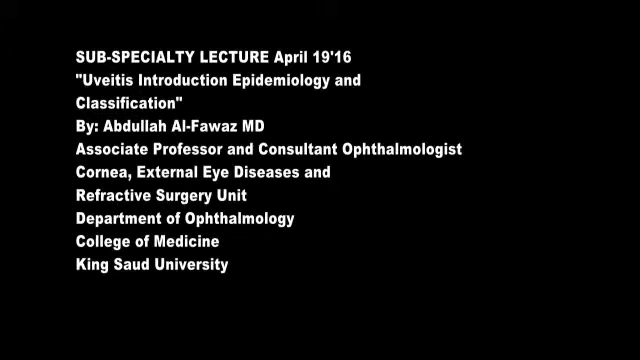 SUB-SPECIALTY LECTURE April 19'16
"Uveitis Introduction Epidemiology and
Classification"
By: Abdullah Al-Fawaz MD
Associate Professor and Consultant Ophthalmologist
Cornea, External Eye Diseases and
Refractive Surgery Unit
Department of Ophthalmology
College of Medicine
King Saud University